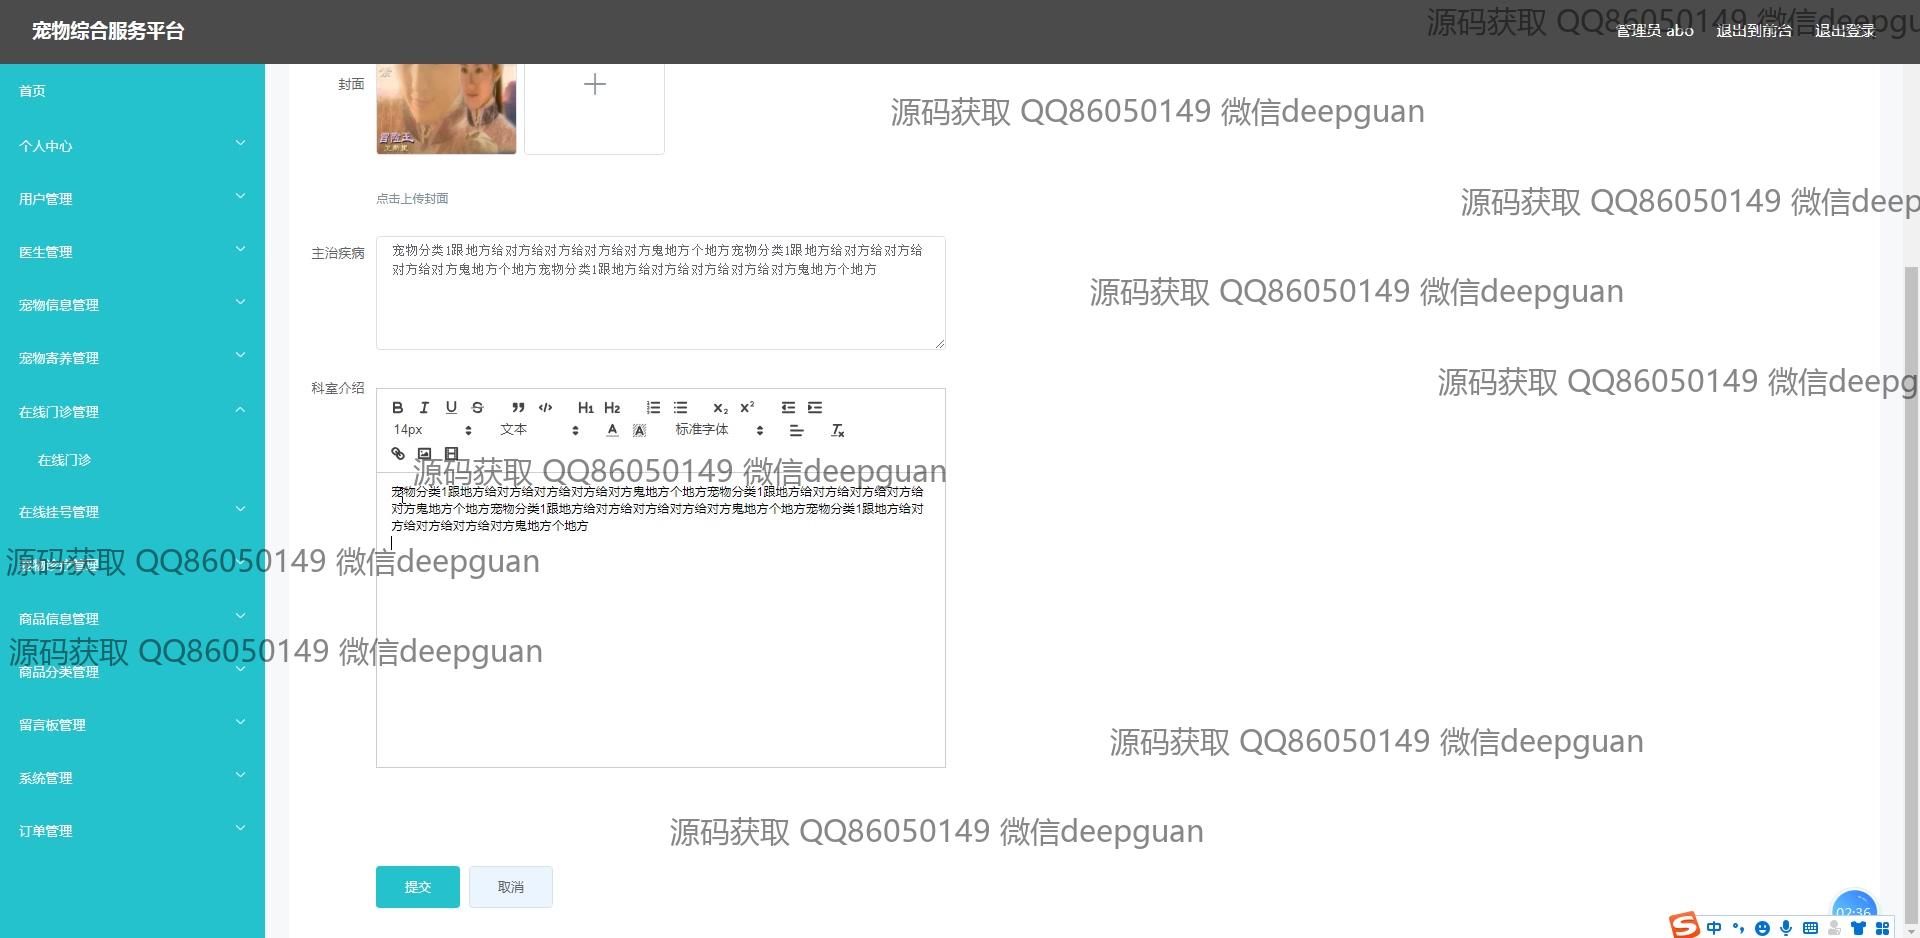 宠物综合服务平台
管理员 abo 退出到前台 退出登录
源码获取 QQ86050149 微信deepgu
首页
个人中心
用户管理
医生管理
宠物信息管理
宠物寄养管理
在线门诊管理
在线门诊
在线挂号管理
商品信息管理
商品分类管理
留言板管理
系统管理
订单管理
封面
冒险王
源码获取 QQ86050149 微信deepguan
点击上传封面
源码获取 QQ86050149 微信deep
主治疾病
宠物分类1跟地方给对方给对方给对方给对方鬼地方个地方宠物分类1跟地方给对方给对方给
对方给对方鬼地方个地方宠物分类1跟地方给对方给对方给对方给对方鬼地方个地方
源码获取 QQ86050149 微信deepguan
源码获取 QQ86050149 微信deepg
科室介绍
B I U S H1 H2 x₂ x²
14px 文本 A A 标准字体 Tx
源码获取 QQ86050149 微信deepguan
宠物分类1跟地方给对方给对方给对方给对方鬼地方个地方宠物分类1跟地方给对方给对方给对方给
对方鬼地方个地方宠物分类1跟地方给对方给对方给对方给对方鬼地方个地方宠物分类1跟地方给对
方给对方给对方给对方鬼地方个地方
源码获取 QQ86050149 微信deepguan
源码获取 QQ86050149 微信deepguan
源码获取 QQ86050149 微信deepguan
源码获取 QQ86050149 微信deepguan
提交 取消
02:36
S 中